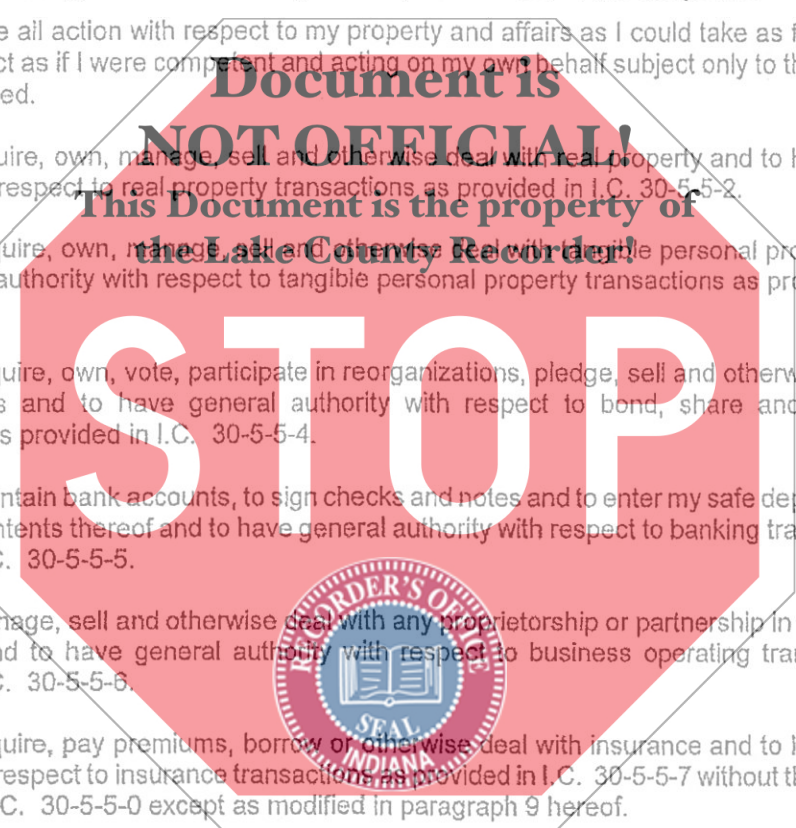 e all action with respect to my property and affairs as I could take as f
ct as if I were competent and acting on my own behalf subject only to th
ed.
Document is
NOT OFFICIAL!
uire, own, manage, sell and otherwise deal with real property and to h
respect to real property transactions as provided in I.C. 30-5-5-2.
This Document is the property of
the Lake County Recorder!
uire, own, manage, sell and otherwise deal with tangible personal pro
authority with respect to tangible personal property transactions as pro
STOP
uire, own, vote, participate in reorganizations, pledge, sell and otherw
s and to have general authority with respect to bond, share and
s provided in I.C. 30-5-5-4.
ntain bank accounts, to sign checks and notes and to enter my safe dep
ntents thereof and to have general authority with respect to banking tra
C. 30-5-5-5.
nage, sell and otherwise deal with any proprietorship or partnership in
nd to have general authority with respect to business operating tran
C. 30-5-5-6.
RECORDER'S OFFICE
SEAL
INDIANA
quire, pay premiums, borrow or otherwise deal with insurance and to h
respect to insurance transactions as provided in I.C. 30-5-5-7 without th
C. 30-5-5-0 except as modified in paragraph 9 hereof.